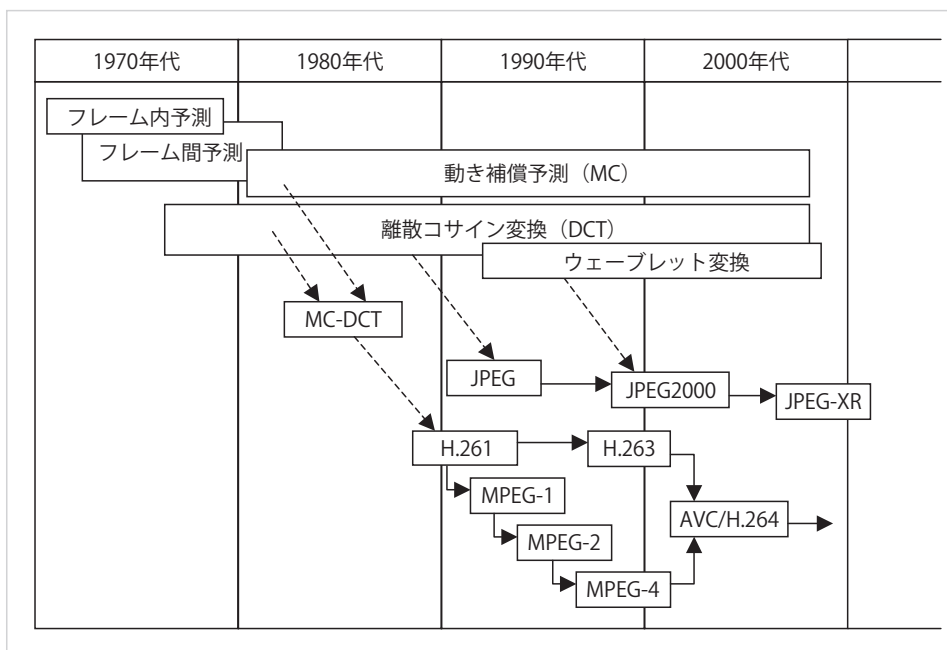 1970年代
1980年代
1990年代
2000年代
フレーム内予測
フレーム間予測
動き補償予測（MC）
離散コサイン変換（DCT）
ウェーブレット変換
MC-DCT
JPEG
JPEG2000
JPEG-XR
H.261
H.263
MPEG-1
AVC/H.264
MPEG-2
MPEG-4